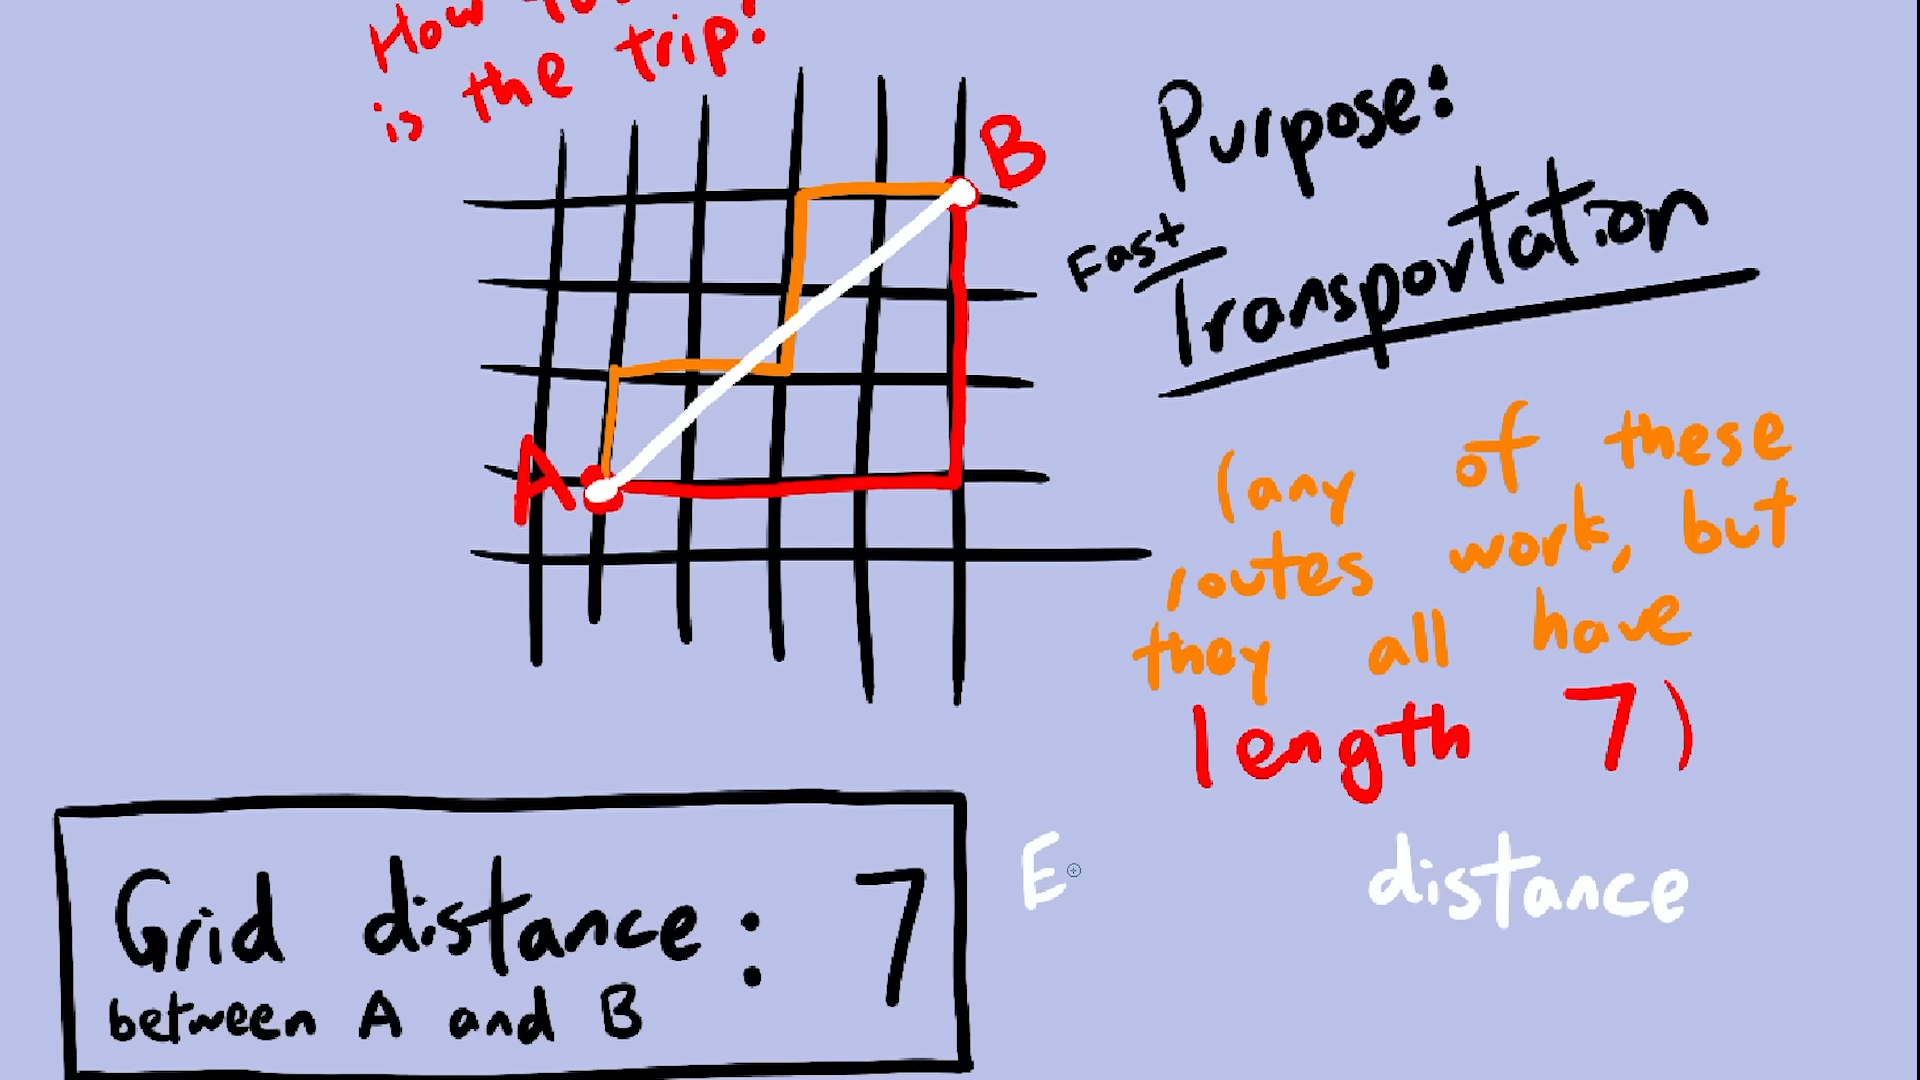 How
is the trip?
B
A
Purpose:
Fast
Transportation
(any of these
routes work, but
they all have
length 7)
E distance
Grid distance: 7
between A and B